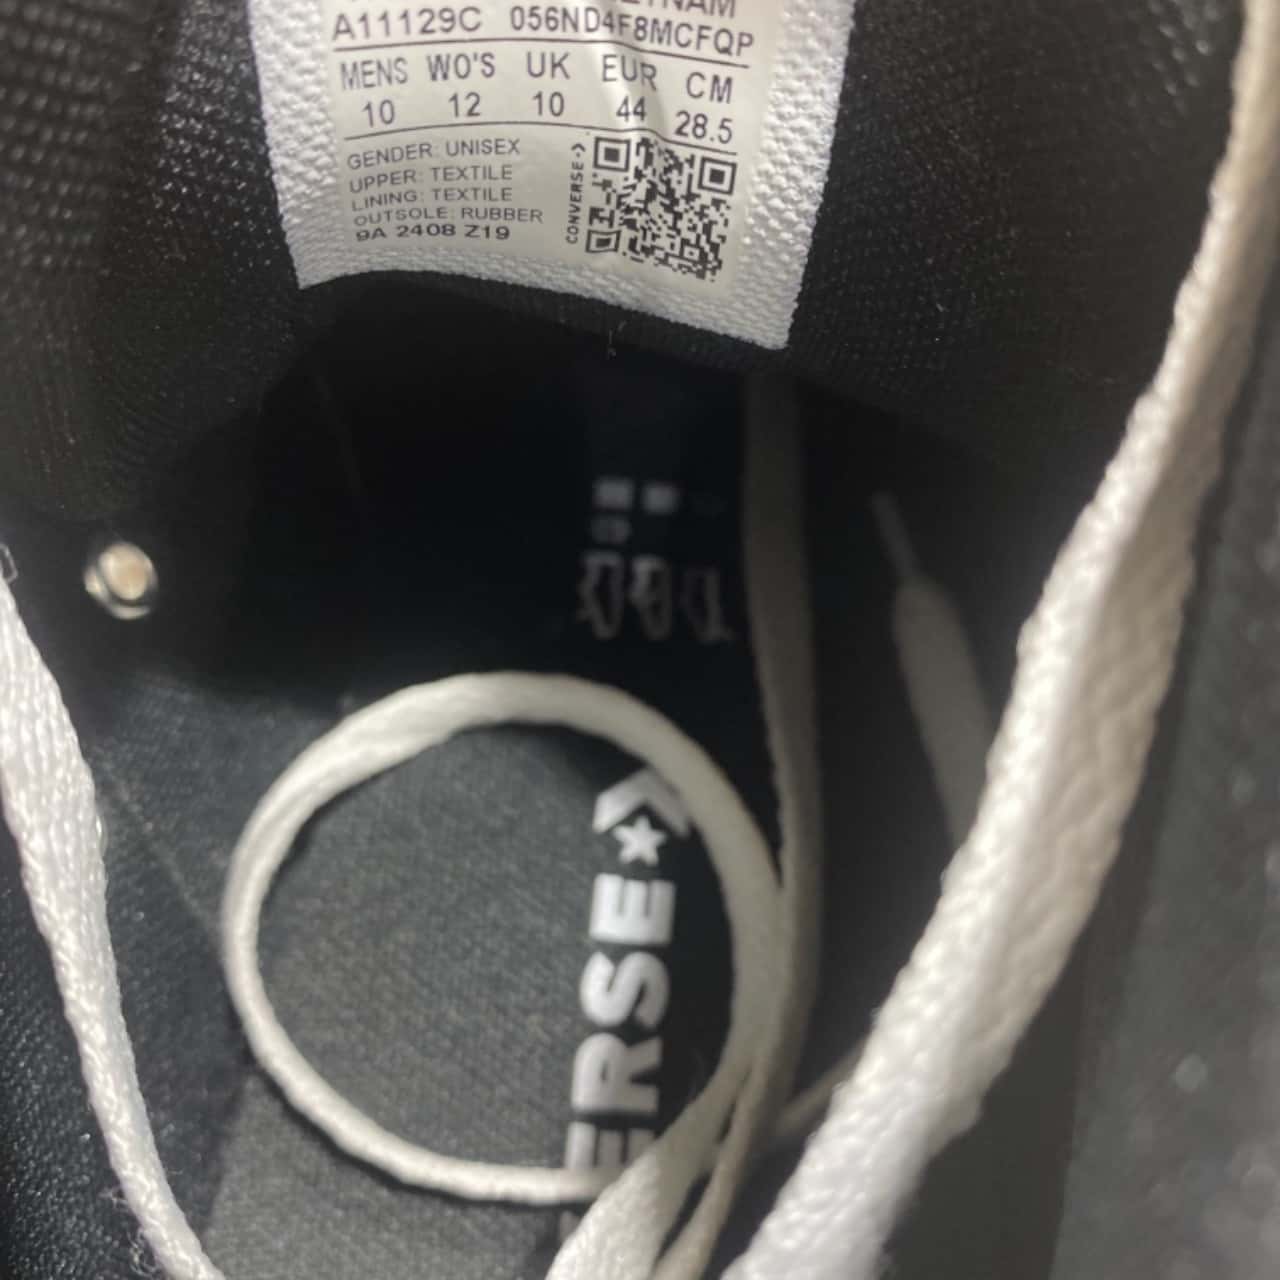 A11129C 056ND4F8MCFQP
MENS WO'S UK EUR CM
10 12 10 44 28.5
GENDER: UNISEX
UPPER: TEXTILE
LINING: TEXTILE
OUTSOLE: RUBBER
9A 2408 Z19
CONVERSE
ERSE